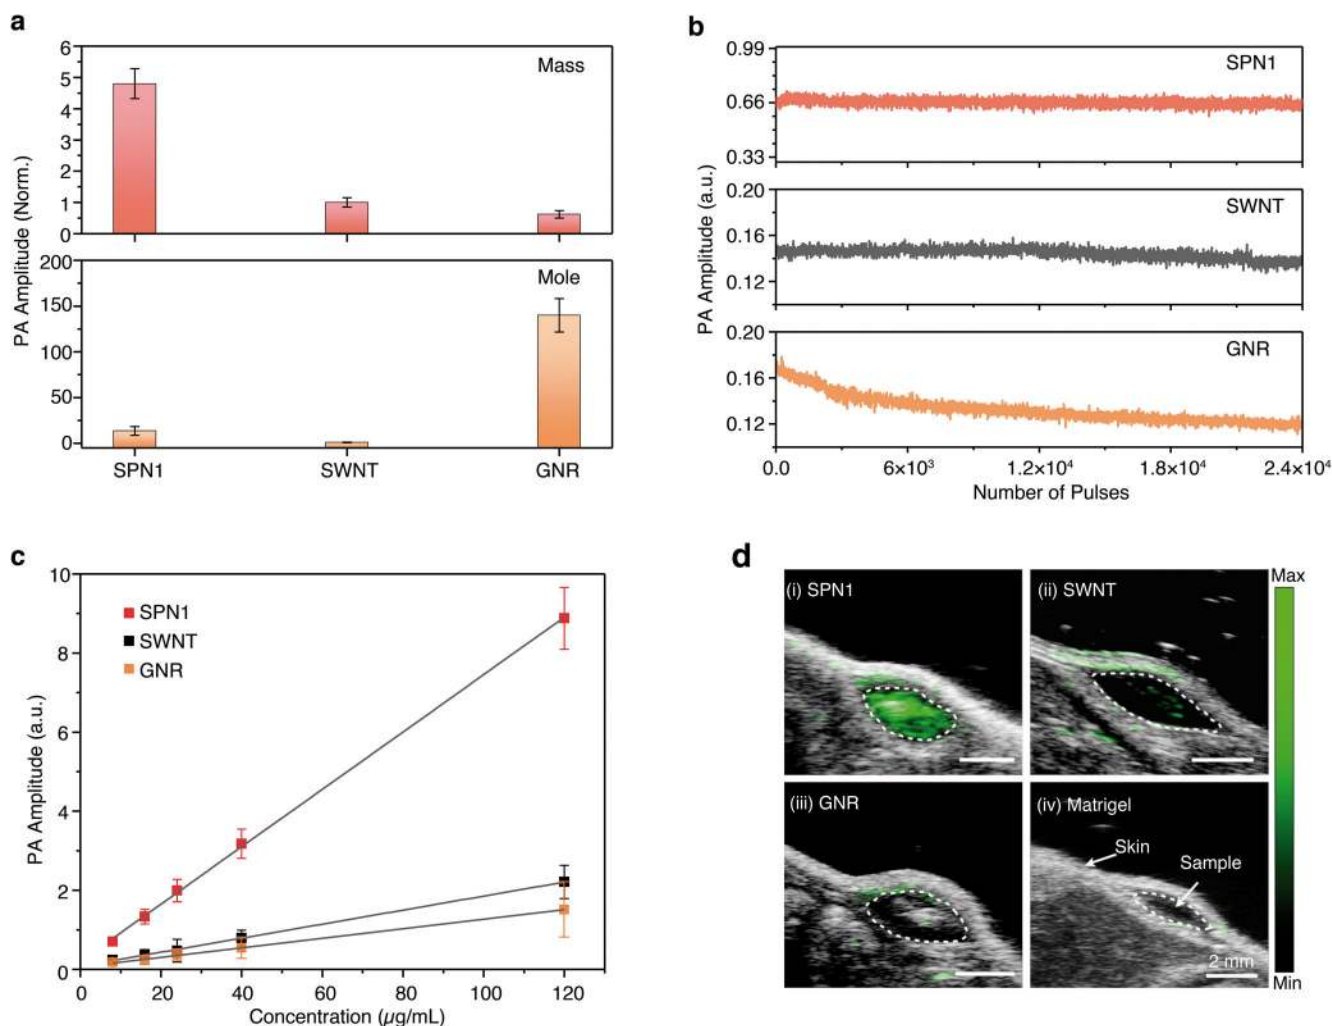 a
PA Amplitude (Norm.)
6
5
4
3
2
1
0
Mass
200
150
100
50
0
Mole
SPN1 SWNT GNR
b
PA Amplitude (a.u.)
0.99
0.66
0.33
SPN1
0.20
0.16
0.12
SWNT
0.20
0.16
0.12
GNR
0.0 6×10³ 1.2×10⁴ 1.8×10⁴ 2.4×10⁴
Number of Pulses
c
PA Amplitude (a.u.)
10
8
6
4
2
0
SPN1
SWNT
GNR
0 20 40 60 80 100 120
Concentration (µg/mL)
d
(i) SPN1
(ii) SWNT
(iii) GNR
(iv) Matrigel
Skin
Sample
2 mm
Max
Min